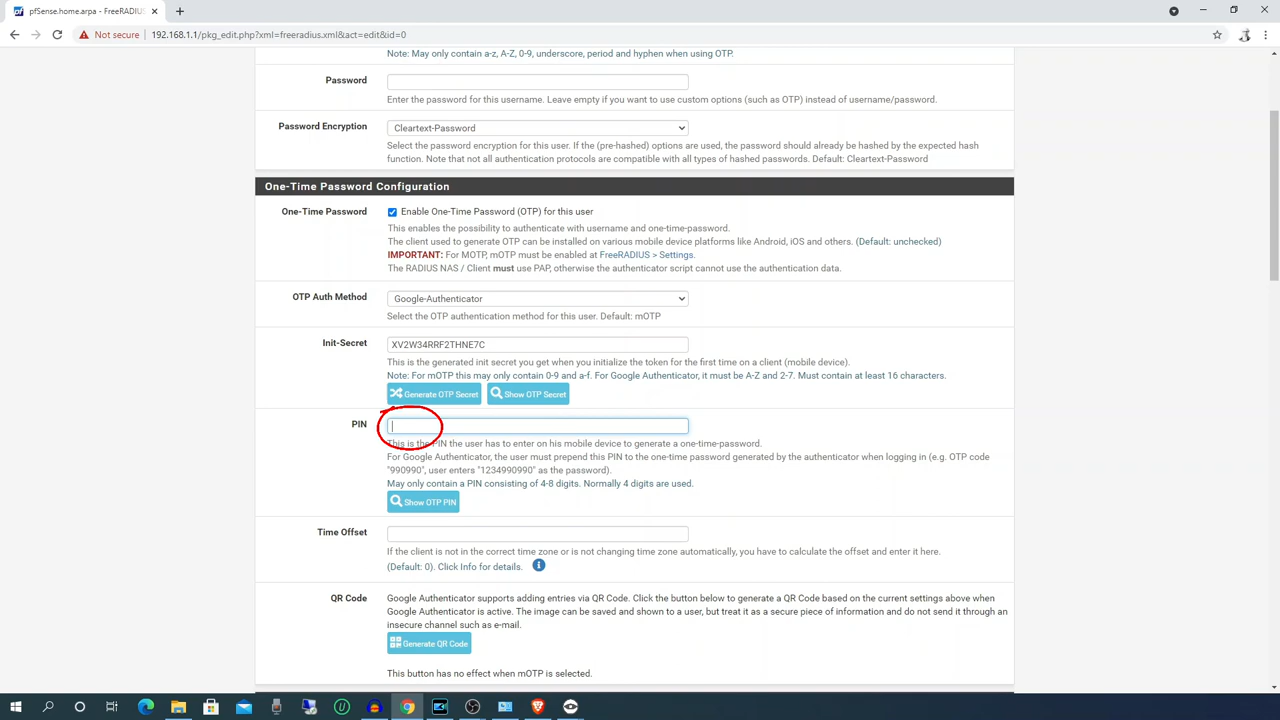 pfSense.home.arpa - FreeRADIUS
Not secure
192.168.1.1/pkg_edit.php?xml=freeradius.xml&act=edit&id=0
Note: May only contain a-z, A-Z, 0-9, underscore, period and hyphen when using OTP.
Password
Enter the password for this username. Leave empty if you want to use custom options (such as OTP) instead of username/password.
Password Encryption
Cleartext-Password
Select the password encryption for this user. If the (pre-hashed) options are used, the password should already be hashed by the expected hash
function. Note that not all authentication protocols are compatible with all types of hashed passwords. Default: Cleartext-Password
One-Time Password Configuration
One-Time Password
Enable One-Time Password (OTP) for this user
This enables the possibility to authenticate with username and one-time-password.
The client used to generate OTP can be installed on various mobile device platforms like Android, iOS and others. (Default: unchecked)
IMPORTANT: For MOTP, mOTP must be enabled at FreeRADIUS > Settings.
The RADIUS NAS / Client must use PAP, otherwise the authenticator script cannot use the authentication data.
OTP Auth Method
Google-Authenticator
Select the OTP authentication method for this user. Default: mOTP
Init-Secret
XV2W34RRF2THNE7C
This is the generated init secret you get when you initialize the token for the first time on a client (mobile device).
Note: For mOTP this may only contain 0-9 and a-f. For Google Authenticator, it must be A-Z and 2-7. Must contain at least 16 characters.
Generate OTP Secret
Show OTP Secret
PIN
This is the PIN the user has to enter on his mobile device to generate a one-time-password.
For Google Authenticator, the user must prepend this PIN to the one-time password generated by the authenticator when logging in (e.g. OTP code
"990990", user enters "1234990990" as the password).
May only contain a PIN consisting of 4-8 digits. Normally 4 digits are used.
Show OTP PIN
Time Offset
If the client is not in the correct time zone or is not changing time zone automatically, you have to calculate the offset and enter it here.
(Default: 0). Click Info for details.
QR Code
Google Authenticator supports adding entries via QR Code. Click the button below to generate a QR Code based on the current settings above when
Google Authenticator is active. The image can be saved and shown to a user, but treat it as a secure piece of information and do not send it through an
insecure channel such as e-mail.
Generate QR Code
This button has no effect when mOTP is selected.